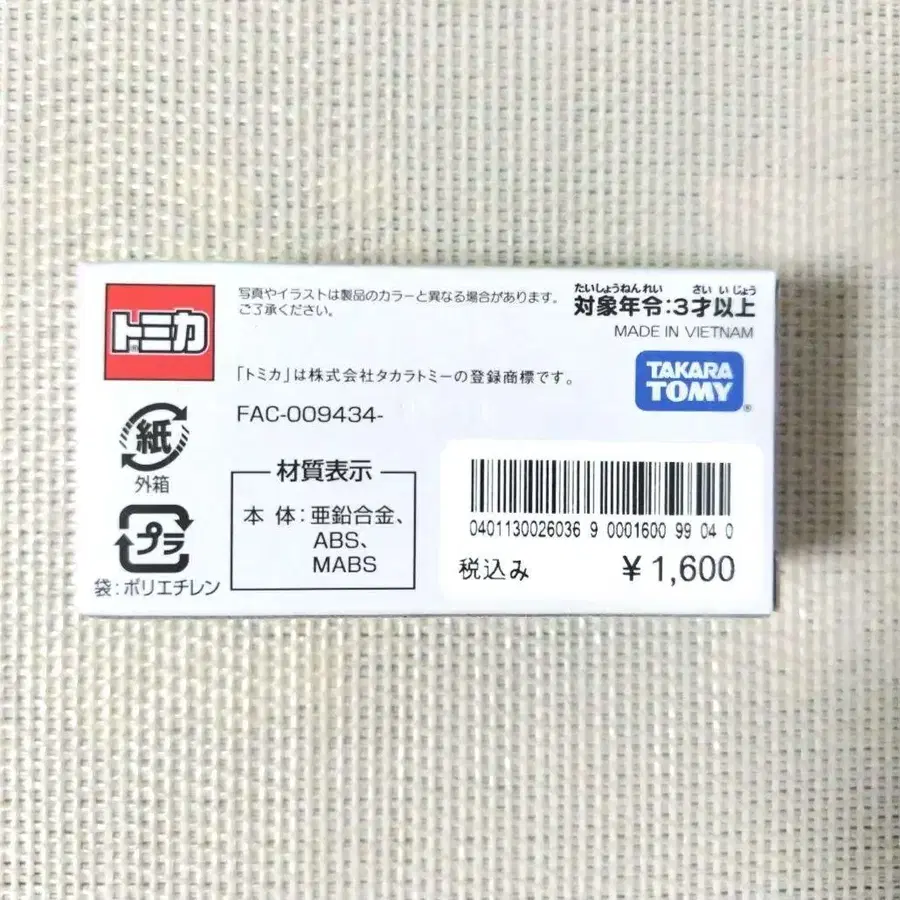 トミカ
®
写真やイラストは製品のカラーと異なる場合があります。
ご了承ください。
たいしょうねんれい さい いじょう
対象年令:3才以上
MADE IN VIETNAM
「トミカ」は株式会社タカラトミーの登録商標です。
TAKARA
TOMY
®
FAC-009434-
紙
外箱
プラ
袋:ポリエチレン
材質表示
本 体:亜鉛合金、
ABS、
MABS
0401130026036 9 0001600 99 04 0
税込み ¥1,600